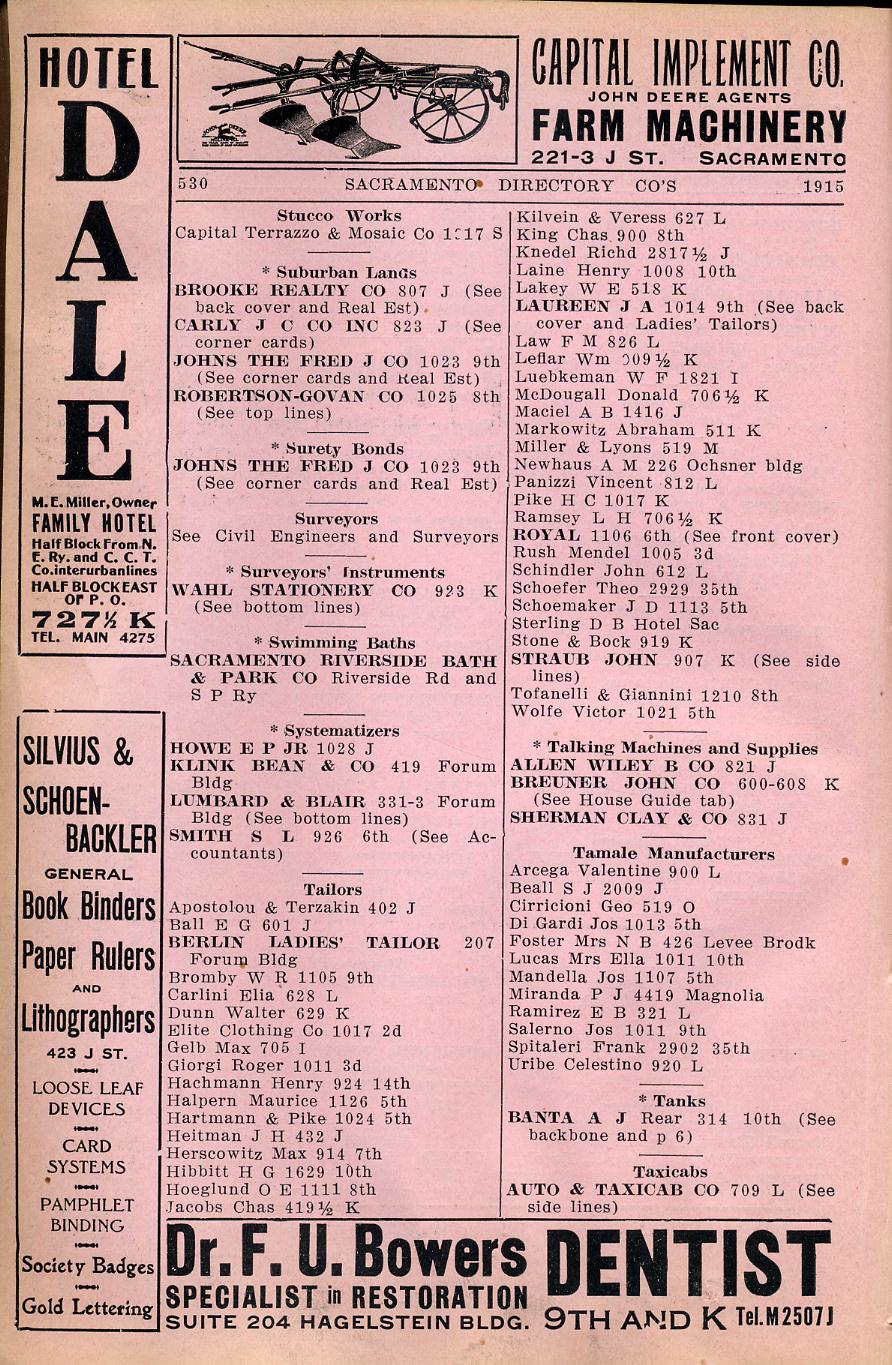 HOTEL
DALE
M. E. Miller, Owner
FAMILY HOTEL
Half Block From N.
E. Ry. and C. C. T.
Co. interurban lines
HALF BLOCK EAST
OF P. O.
727½ K
TEL. MAIN 4275
SILVIUS &
SCHOEN-
BACKLER
GENERAL
Book Binders
Paper Rulers
AND
Lithographers
423 J ST.
LOOSE LEAF
DEVICES
CARD
SYSTEMS
PAMPHLET
BINDING
Society Badges
Gold Lettering
JOHN DEERE
CAPITAL IMPLEMENT CO.
JOHN DEERE AGENTS
FARM MACHINERY
221-3 J ST. SACRAMENTO
530 SACRAMENTO DIRECTORY CO'S 1915
Stucco Works
Capital Terrazzo & Mosaic Co S
* Suburban Lands
BROOKE REALTY CO 807 J (See
back cover and Real Est)
CARLY J C CO INC 823 J (See
corner cards)
JOHNS THE FRED J CO 1023 9th
(See corner cards and Real Est)
ROBERTSON-GOVAN CO 1025 8th
(See top lines)
* Surety Bonds
JOHNS THE FRED J CO 1023 9th
(See corner cards and Real Est)
Surveyors
See Civil Engineers and Surveyors
* Surveyors' Instruments
WAHL STATIONERY CO 923 K
(See bottom lines)
* Swimming Baths
SACRAMENTO RIVERSIDE BATH
& PARK CO Riverside Rd and
S P Ry
* Systematizers
HOWE E P JR 1028 J
KLINK BEAN & CO 419 Forum
Bldg
LUMBARD & BLAIR 331-3 Forum
Bldg (See bottom lines)
SMITH S L 926 6th (See Ac-
countants)
Tailors
Apostolou & Terzakin 402 J
Ball E G 601 J
BERLIN LADIES' TAILOR 207
Forum Bldg
Bromby W R 1105 9th
Carlini Elia 628 L
Dunn Walter 629 K
Elite Clothing Co 1017 2d
Gelb Max 705 I
Giorgi Roger 1011 3d
Hachmann Henry 924 14th
Halpern Maurice 1126 5th
Hartmann & Pike 1024 5th
Heitman J H 432 J
Herscowitz Max 914 7th
Hibbitt H G 1629 10th
Hoeglund O E 1111 8th
Jacobs Chas 419½ K
Kilvein & Veress 627 L
King Chas 900 8th
Knedel Richd 2817½ J
Laine Henry 1008 10th
Lakey W E 518 K
LAUREEN J A 1014 9th (See back
cover and Ladies' Tailors)
Law F M 826 L
Leflar Wm K
Luebkeman W F 1821 I
McDougall Donald 706½ K
Maciel A B 1416 J
Markowitz Abraham 511 K
Miller & Lyons 519 M
Newhaus A M 226 Ochsner bldg
Panizzi Vincent 812 L
Pike H C 1017 K
Ramsey L H 706½ K
ROYAL 1106 6th (See front cover)
Rush Mendel 1005 3d
Schindler John 612 L
Schoefer Theo 2929 35th
Schoemaker J D 1113 5th
Sterling D B Hotel Sac
Stone & Bock 919 K
STRAUB JOHN 907 K (See side
lines)
Tofanelli & Giannini 1210 8th
Wolfe Victor 1021 5th
* Talking Machines and Supplies
ALLEN WILEY B CO 821 J
BREUNER JOHN CO 600-608 K
(See House Guide tab)
SHERMAN CLAY & CO 831 J
Tamale Manufacturers
Arcega Valentine 900 L
Beall S J 2009 J
Cirricioni Geo 519 O
Di Gardi Jos 1013 5th
Foster Mrs N B 426 Levee Brodk
Lucas Mrs Ella 1011 10th
Mandella Jos 1107 5th
Miranda P J 4419 Magnolia
Ramirez E B 321 L
Salerno Jos 1011 9th
Spitaleri Frank 2902 35th
Uribe Celestino 920 L
* Tanks
BANTA A J Rear 314 10th (See
backbone and p 6)
Taxicabs
AUTO & TAXICAB CO 709 L (See
side lines)
Dr. F. U. Bowers DENTIST
SPECIALIST in RESTORATION
SUITE 204 HAGELSTEIN BLDG. 9TH AND K Tel. M 2507J